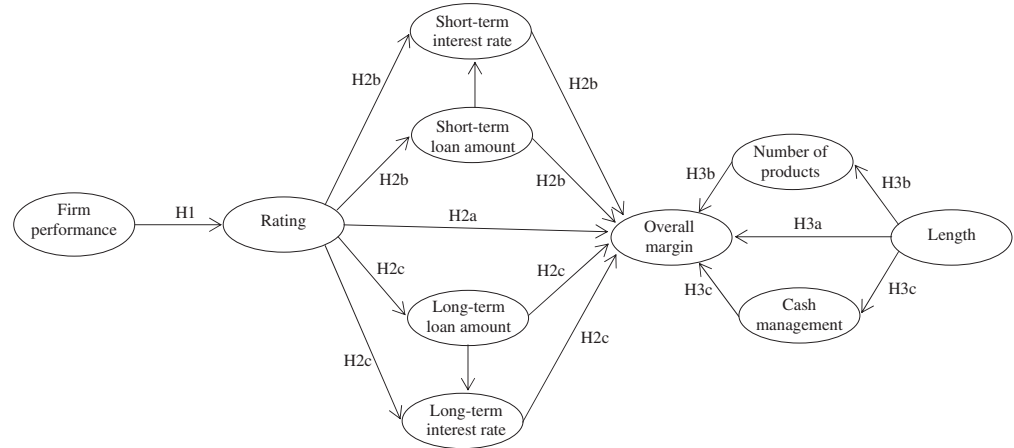 Short-term
interest rate
H2b
H2b
Short-term
loan amount
H2b
H2b
Number of
products
H3b
H3b
Firm
performance
H1
Rating
H2a
Overall
margin
H3a
Length
H2c
H2c
H3c
H3c
Long-term
loan amount
Cash
management
H2c
H2c
Long-term
interest rate